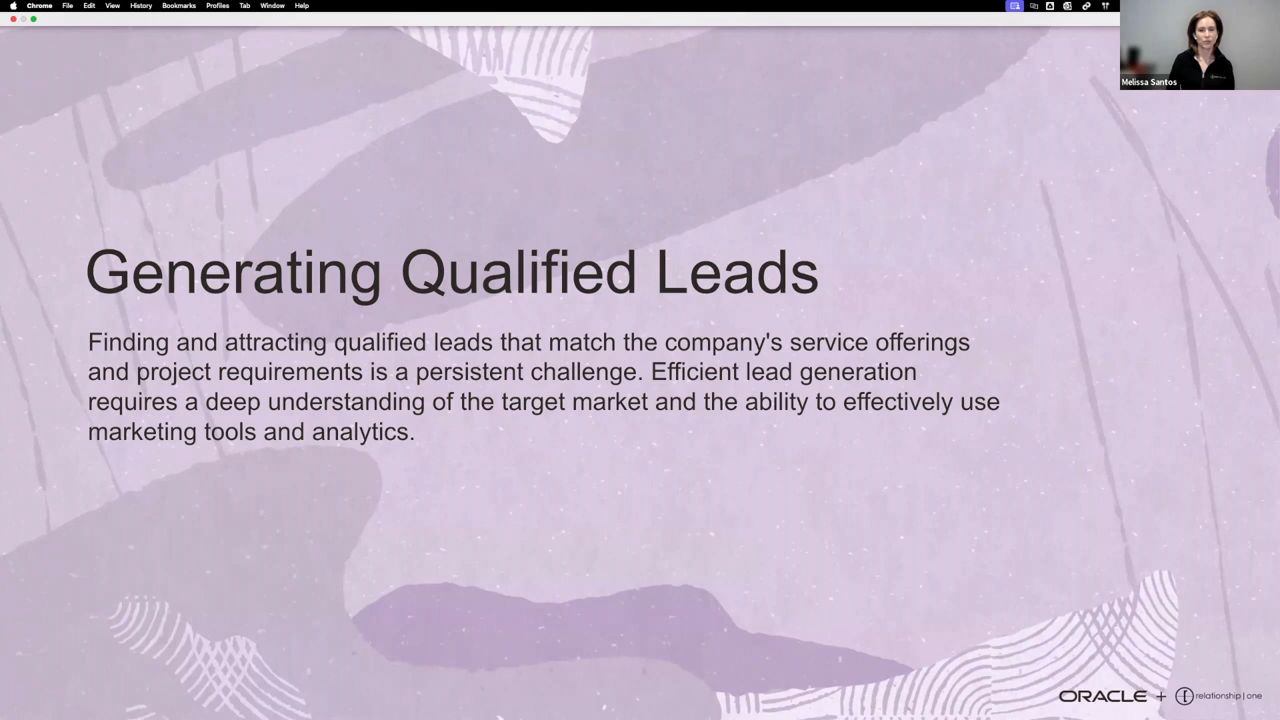 Chrome File Edit View History Bookmarks Profiles Tab Window Help
Melissa Santos
Generating Qualified Leads
Finding and attracting qualified leads that match the company's service offerings
and project requirements is a persistent challenge. Efficient lead generation
requires a deep understanding of the target market and the ability to effectively use
marketing tools and analytics.
ORACLE + relationship | one